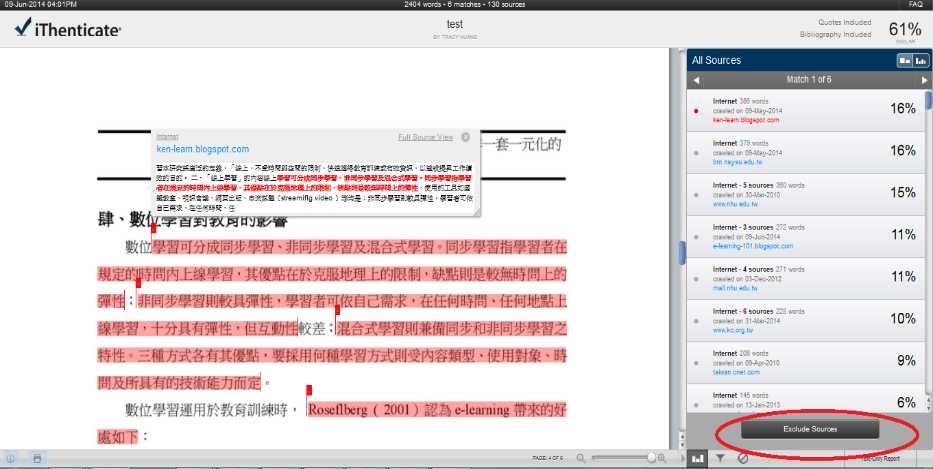 09-Jun-2014 04:01PM
2404 words • 6 matches • 130 sources
FAQ
iThenticate®
test
BY TRACY HUANG
Quotes Included
Bibliography Included
61%
SIMILAR
一套一元化的
Internet
Full Source View
ken-learn.blogspot.com
學習可分成同步學習、非同步學習及混合式學習。同步學習指學習
者在規定的時間內上線學習，其優點在於克服地理上的限制，缺點則是較無時間上的彈性
自己需求，在任何時間、任
肆、數位學習對教育的影響
數位學習可分成同步學習、非同步學習及混合式學習。同步學習指學習者在
規定的時間內上線學習，其優點在於克服地理上的限制，缺點則是較無時間上的
彈性；非同步學習則較具彈性，學習者可依自己需求，在任何時間、任何地點上
線學習，十分具有彈性，但互動性較差；混合式學習則兼備同步和非同步學習之
特性。三種方式各有其優點，要採用何種學習方式則受內容類型、使用對象、時
間及所具有的技術能力而定。
數位學習運用於教育訓練時，Roseflberg（2001）認為 e-learning 帶來的好
處如下：
PAGE: 4 OF 6
All Sources
Match 1 of 6
Internet 388 words
crawled on 09-May-2014
ken-learn.blogspot.com
16%
Internet 379 words
crawled on 09-May-2014
bm.nsysu.edu.tw
16%
Internet - 5 sources 360 words
crawled on 30-Mar-2010
www.nhu.edu.tw
15%
Internet - 3 sources 272 words
crawled on 09-Jun-2014
e-learning-101.blogspot.com
11%
Internet - 4 sources 271 words
crawled on 03-Dec-2012
mail.nhu.edu.tw
11%
Internet - 6 sources 228 words
crawled on 31-Mar-2014
www.kc.org.tw
10%
Internet 208 words
crawled on 09-Apr-2010
taiwan.cnet.com
9%
Internet 145 words
crawled on 13-Jan-2013
6%
Exclude Sources
Only Report